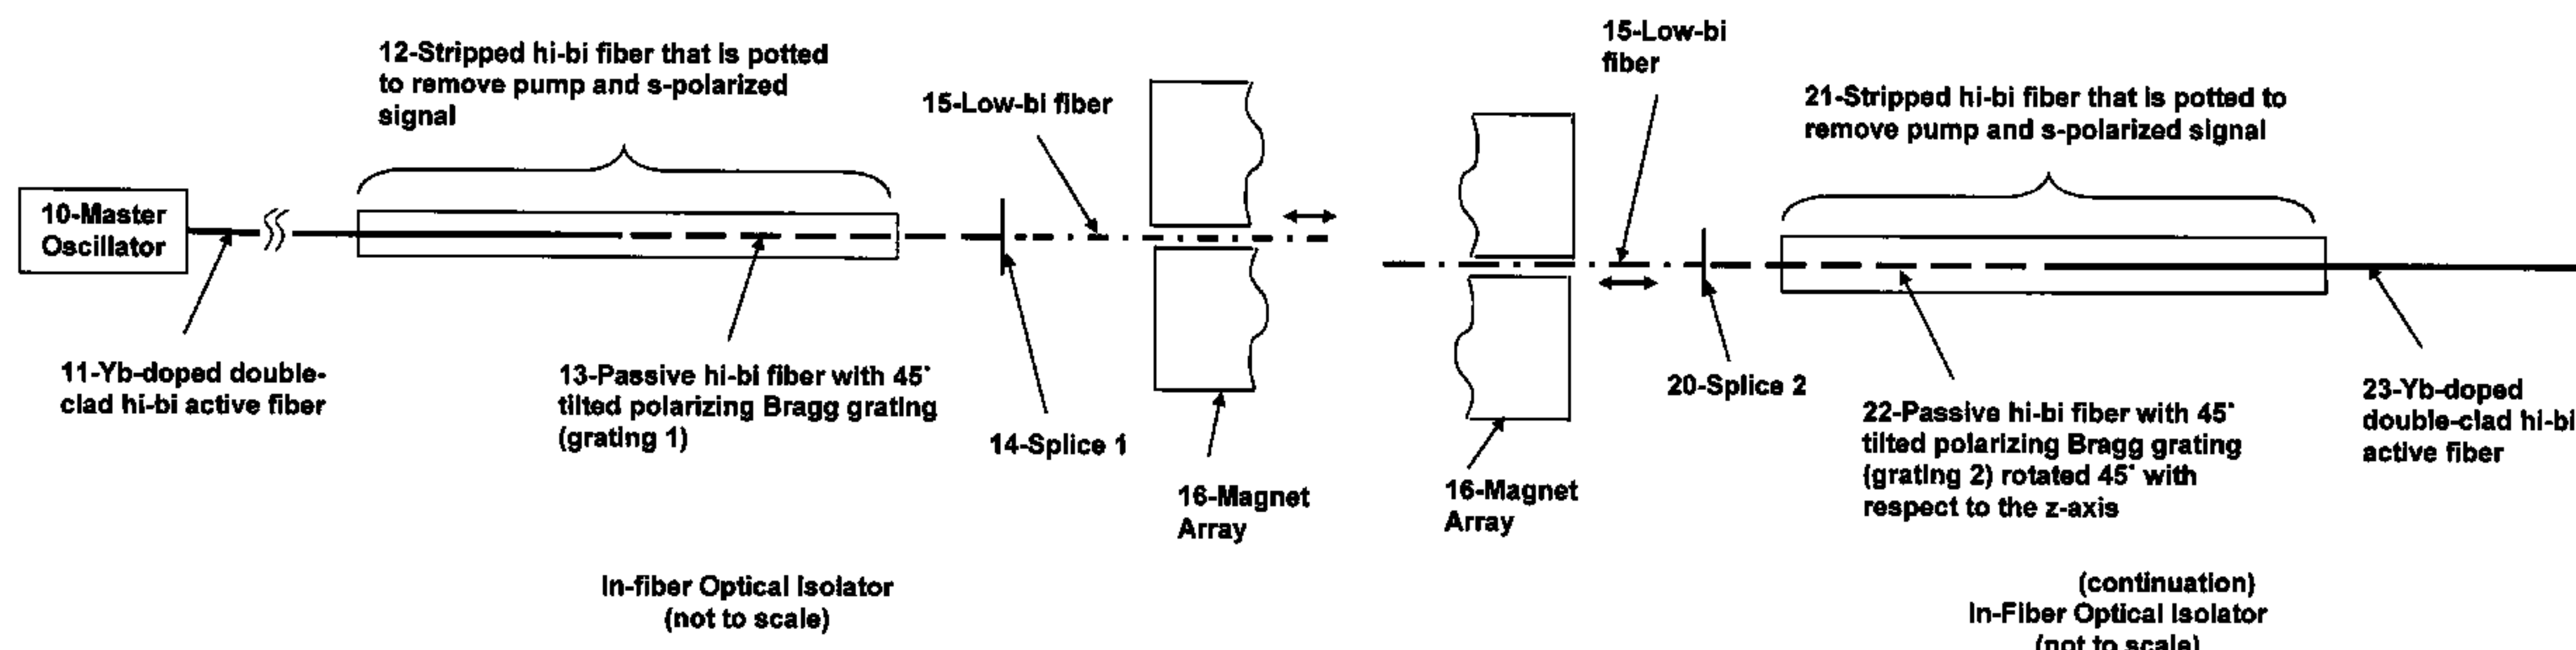 12-Stripped hi-bi fiber that is potted
to remove pump and s-polarized
signal
15-Low-bi fiber
15-Low-bi
fiber
21-Stripped hi-bi fiber that is potted to
remove pump and s-polarized signal
10-Master
Oscillator
11-Yb-doped double-
clad hi-bi active fiber
13-Passive hi-bi fiber with 45°
tilted polarizing Bragg grating
(grating 1)
14-Splice 1
16-Magnet
Array
16-Magnet
Array
20-Splice 2
22-Passive hi-bi fiber with 45°
tilted polarizing Bragg grating
(grating 2) rotated 45° with
respect to the z-axis
23-Yb-doped
double-clad hi-bi
active fiber
In-fiber Optical Isolator
(not to scale)
(continuation)
In-Fiber Optical Isolator
(not to scale)